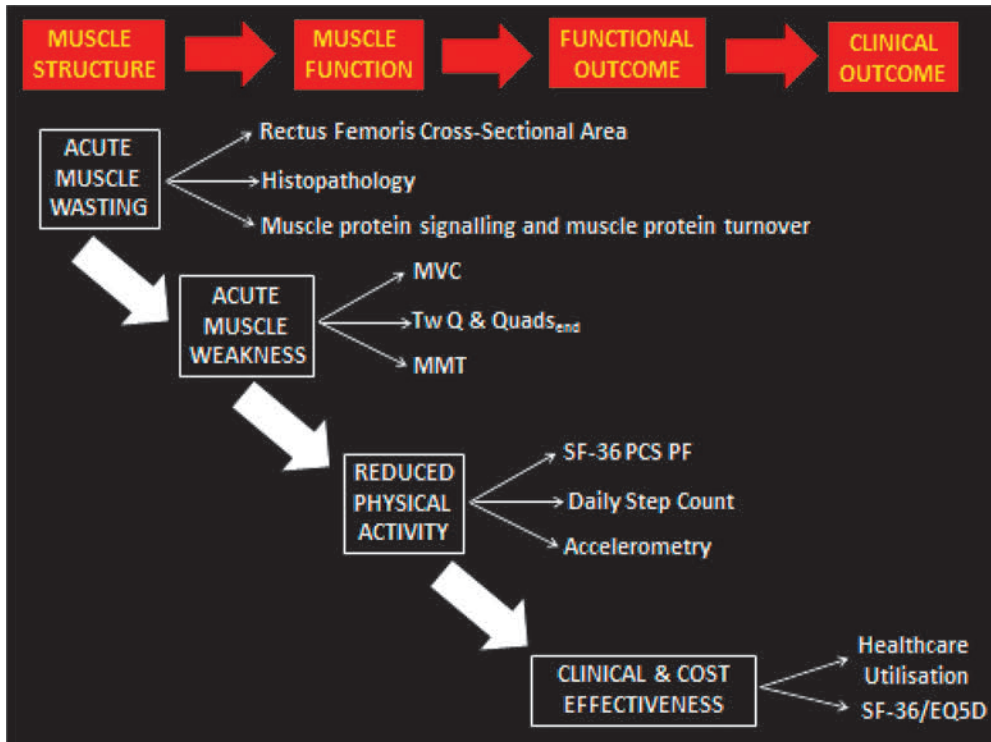 MUSCLE
STRUCTURE
MUSCLE
FUNCTION
FUNCTIONAL
OUTCOME
CLINICAL
OUTCOME
ACUTE
MUSCLE
WASTING
Rectus Femoris Cross-Sectional Area
Histopathology
Muscle protein signalling and muscle protein turnover
ACUTE
MUSCLE
WEAKNESS
MVC
Tw Q & Quadsend
MMT
REDUCED
PHYSICAL
ACTIVITY
SF-36 PCS PF
Daily Step Count
Accelerometry
CLINICAL & COST
EFFECTIVENESS
Healthcare
Utilisation
SF-36/EQ5D